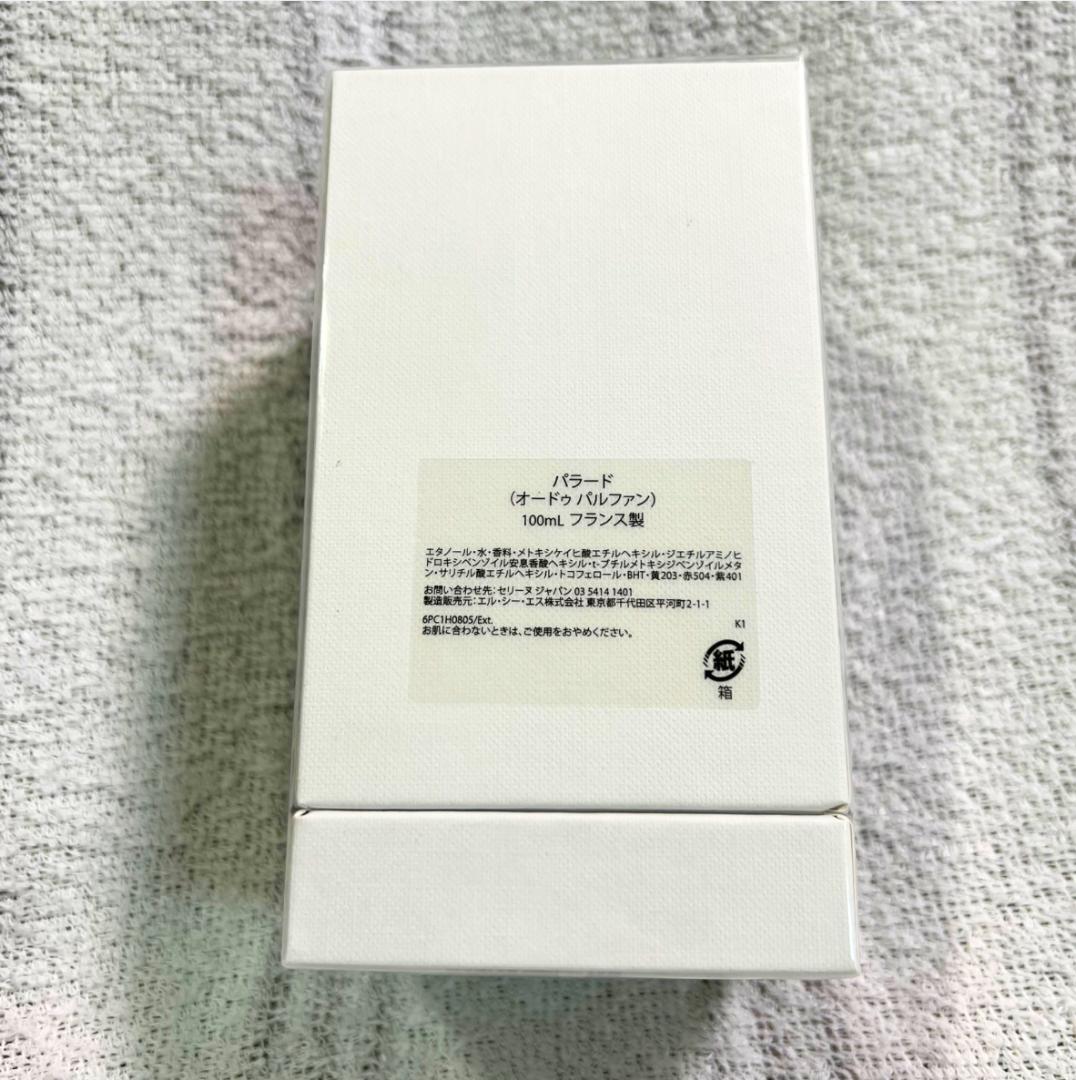 パラード
(オードゥ パルファン)
100mL フランス製
エタノール・水・香料・メトキシケイヒ酸エチルヘキシル・ジエチルアミノヒ
ドロキシベンゾイル安息香酸ヘキシル・t-ブチルメトキシジベンゾイルメタ
ン・サリチル酸エチルヘキシル・トコフェロール・BHT・黄203・赤504・紫401
お問い合わせ先：セリーヌ ジャパン 03 5414 1401
製造販売元：エル・シー・エス株式会社 東京都千代田区平河町2-1-1
6PC1H0805/Ext.
K1
お肌に合わないときは、ご使用をおやめください。
紙
箱